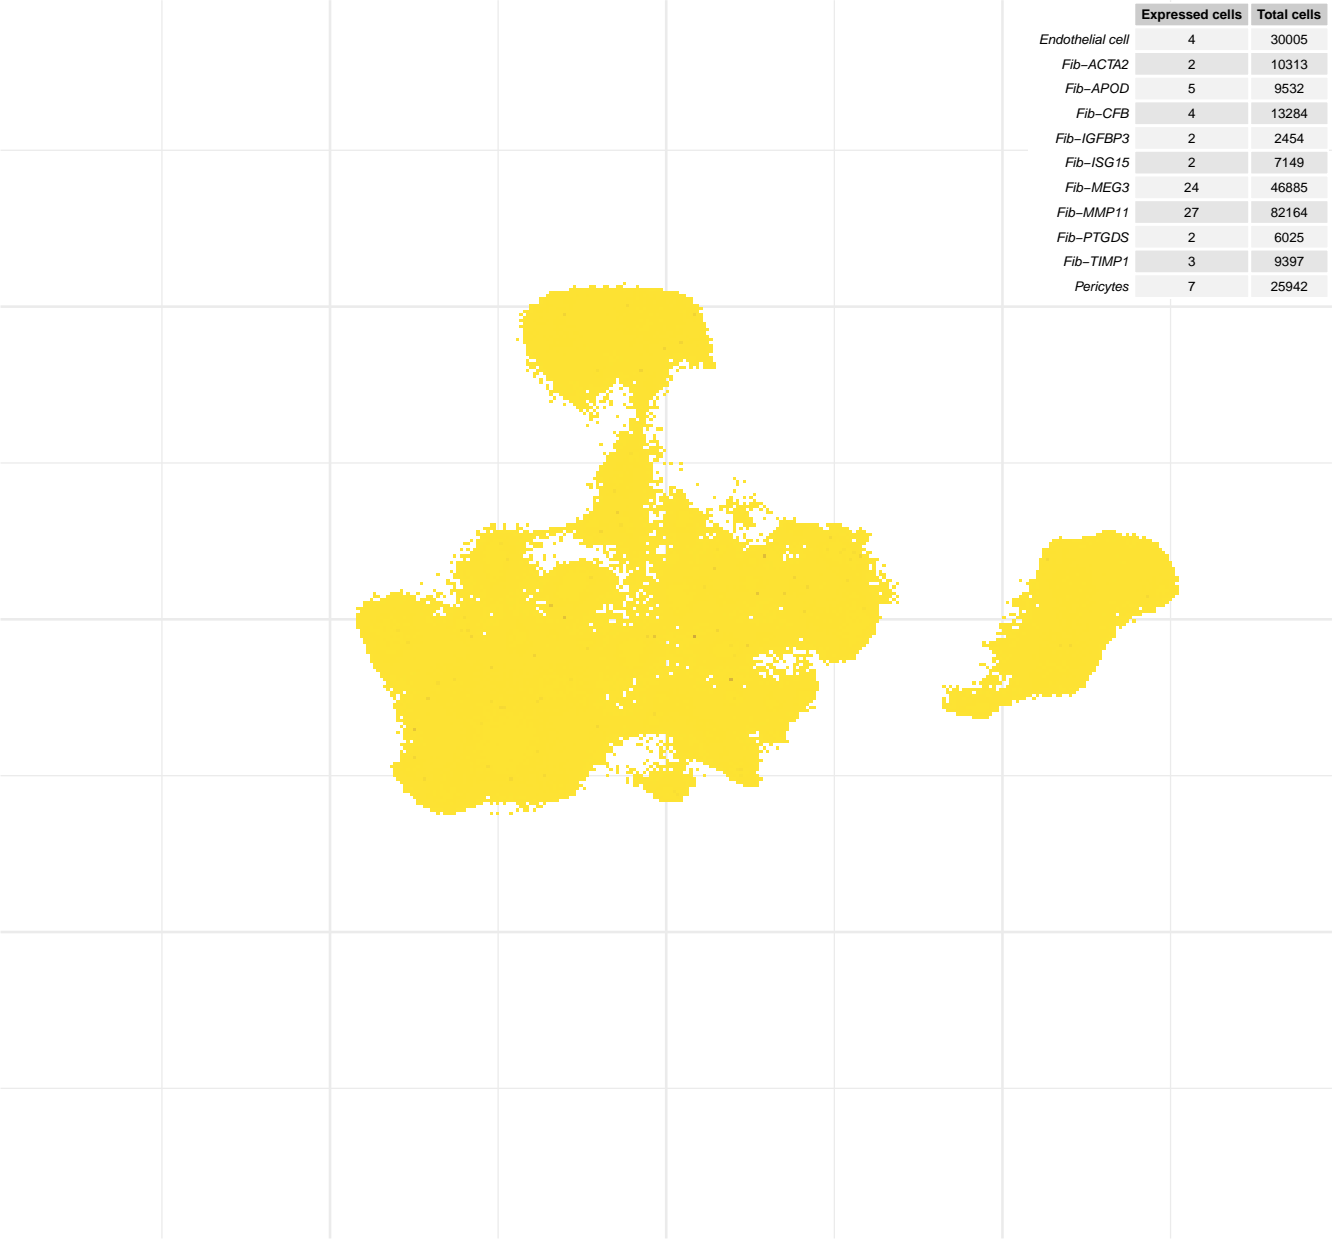 Expressed cells Total cells
Endothelial cell 4 30005
Fib−ACTA2 2 10313
Fib−APOD 5 9532
Fib−CFB 4 13284
Fib−IGFBP3 2 2454
Fib−ISG15 2 7149
Fib−MEG3 24 46885
Fib−MMP11 27 82164
Fib−PTGDS 2 6025
Fib−TIMP1 3 9397
Pericytes 7 25942